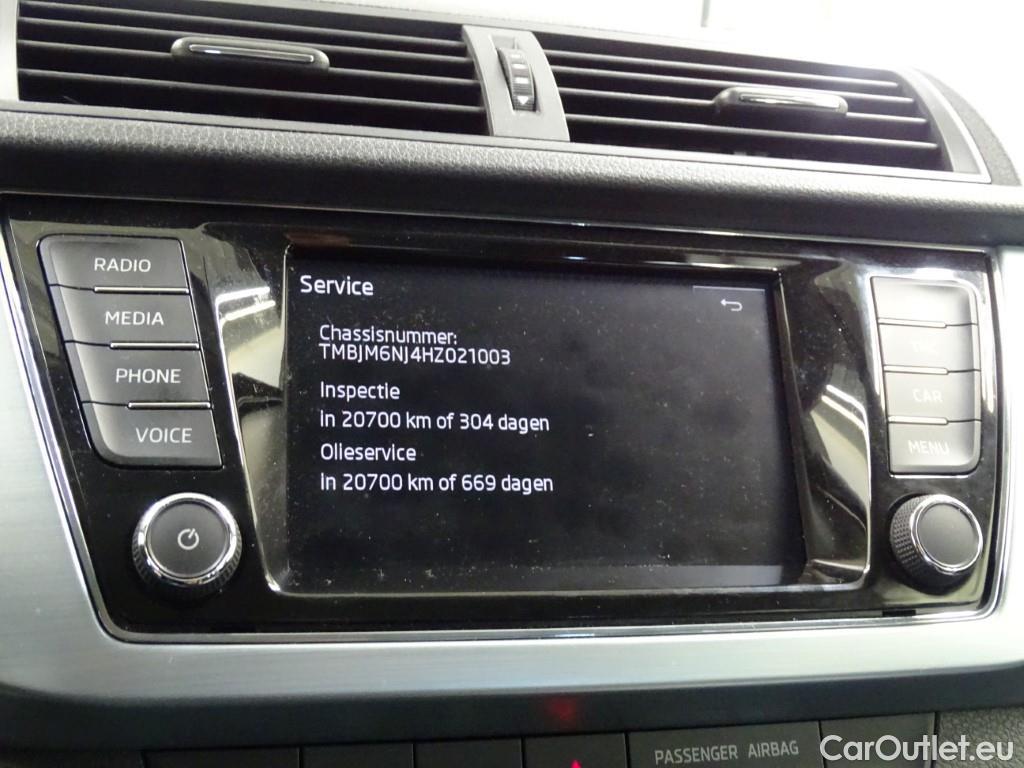 RADIO
MEDIA
PHONE
VOICE
Service
Chassisnummer:
TMBJM6NJ4HZ021003
Inspectie
In 20700 km of 304 dagen
Olieservice
In 20700 km of 669 dagen
CAR
MENU
PASSENGER AIRBAG
CarOutlet.eu